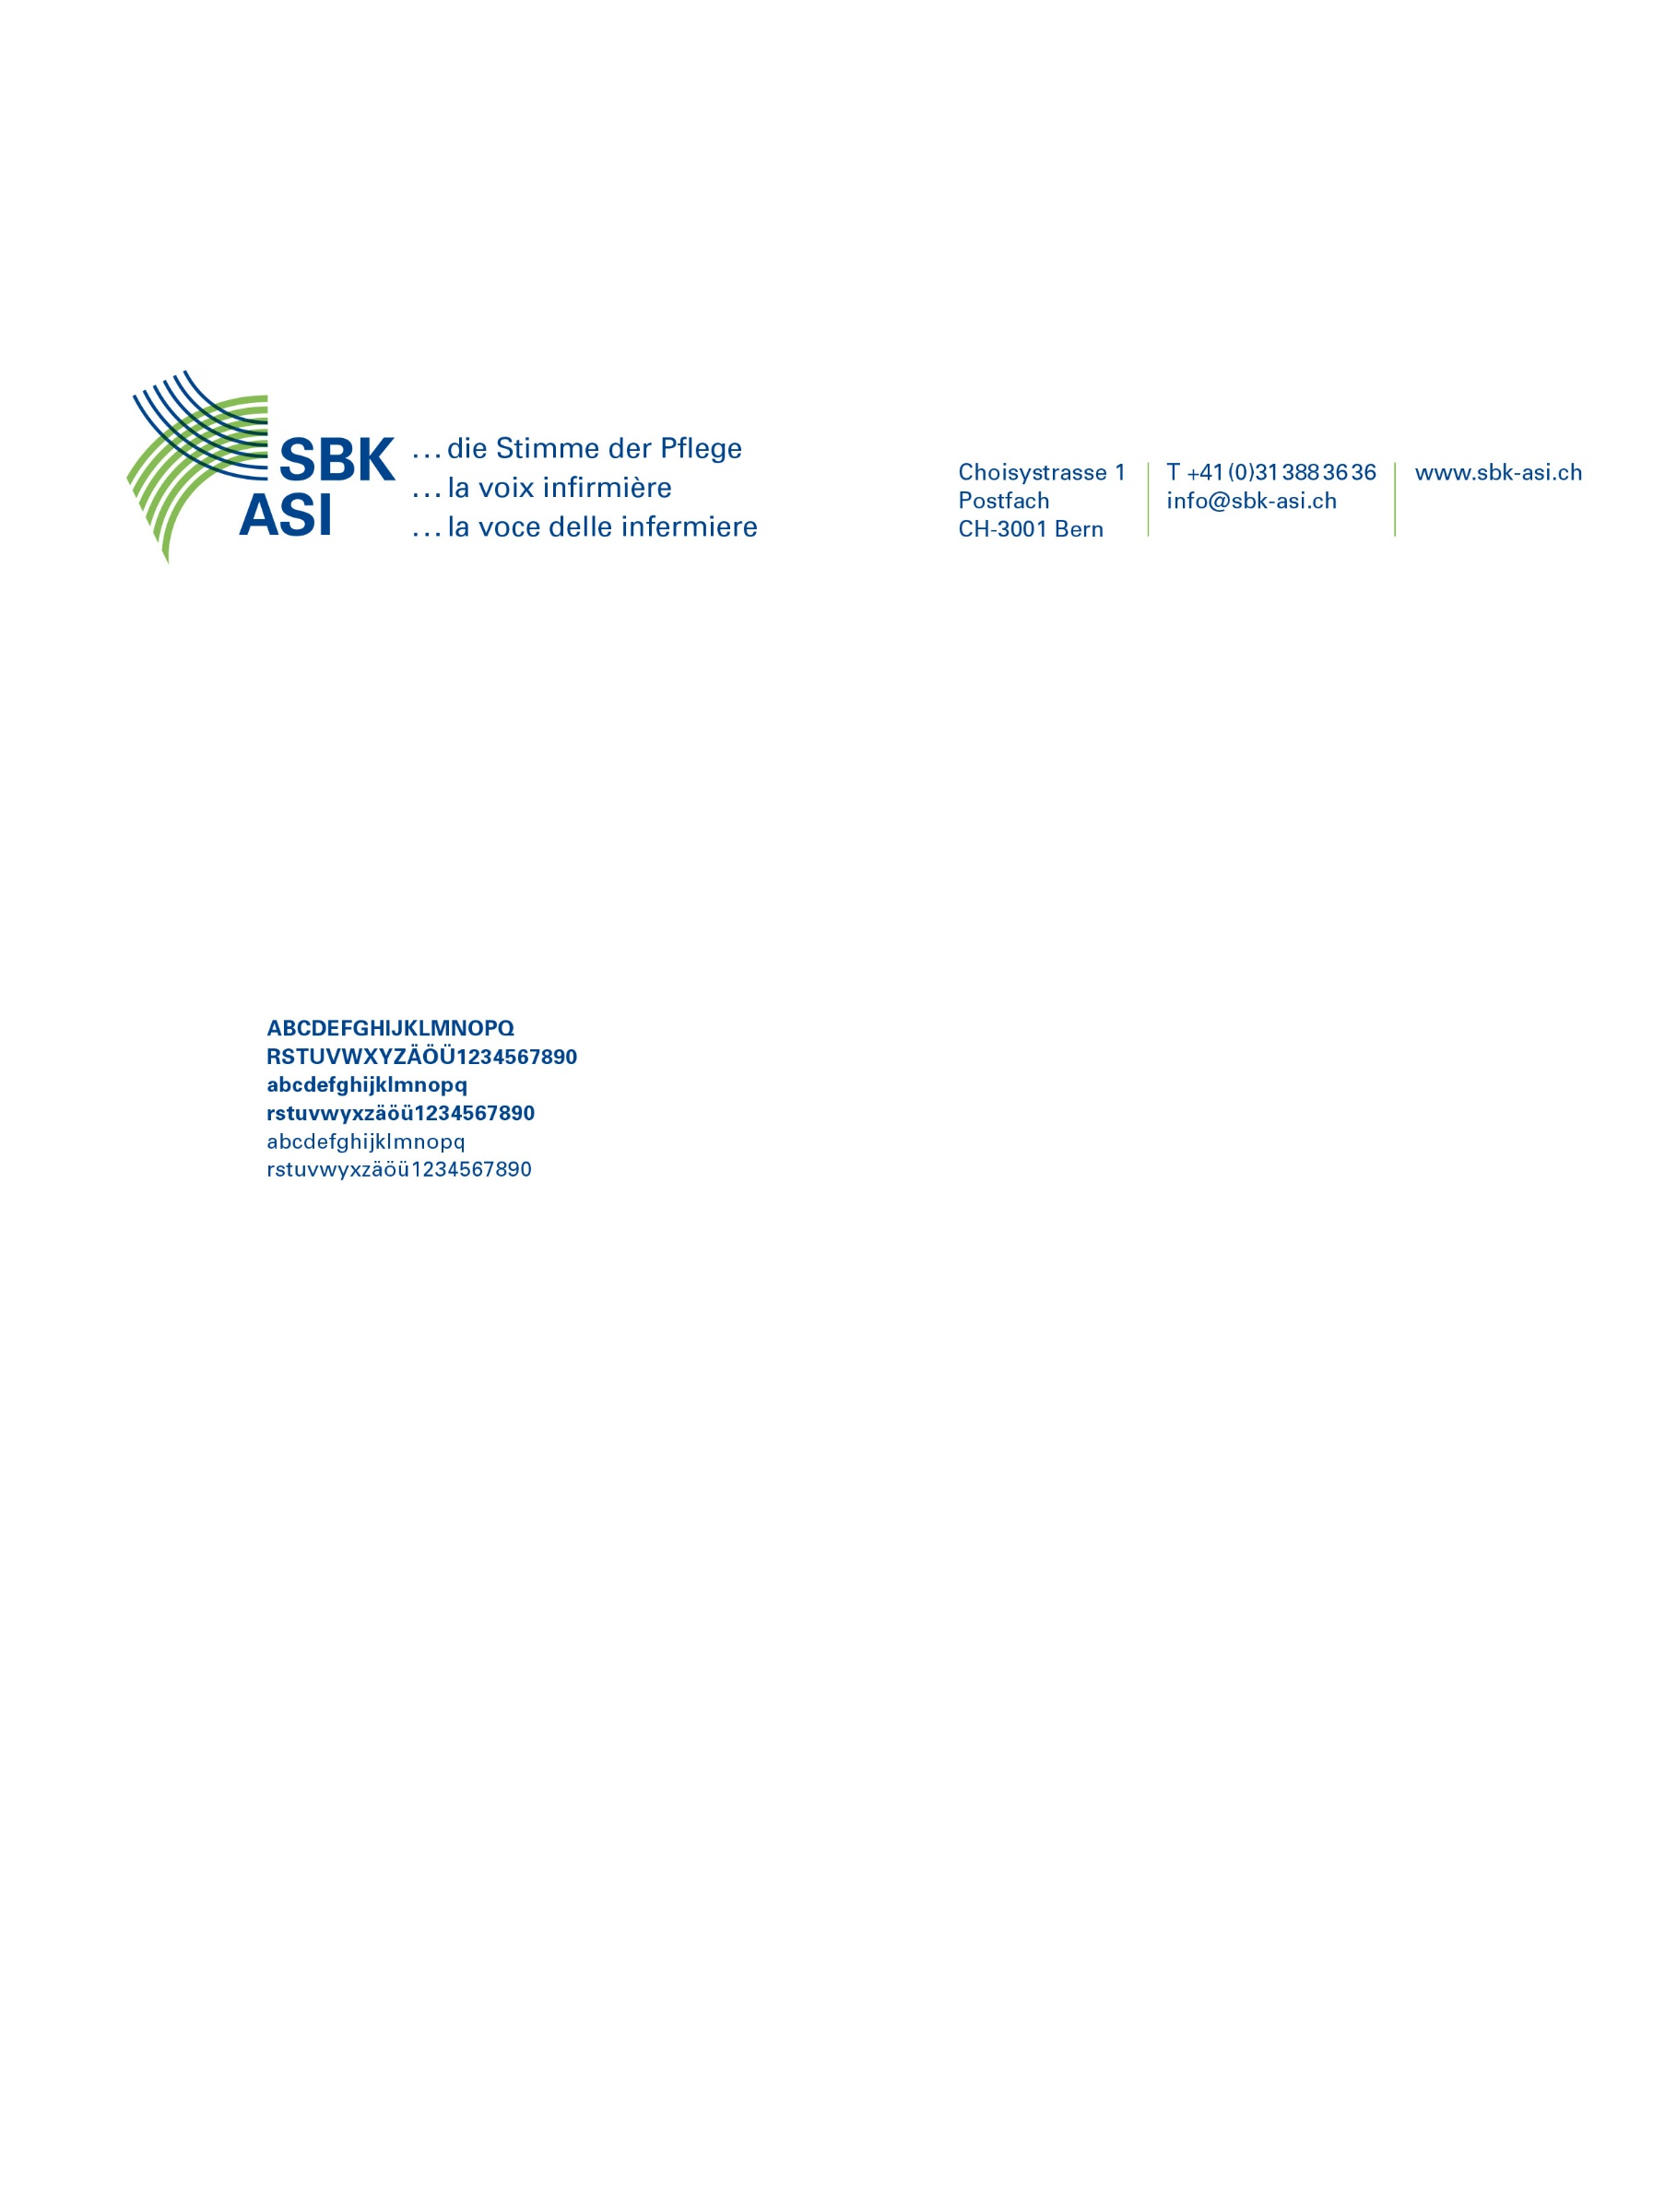 SBK
ASI
... die Stimme der Pflege
... la voix infirmière
... la voce delle infermiere
Choisystrasse 1
Postfach
CH-3001 Bern
T +41 (0)31 388 36 36
info@sbk-asi.ch
www.sbk-asi.ch
ABCDEFGHIJKLMNOPQ
RSTUVWXYZÄÖÜ1234567890
abcdefghijklmnopq
rstuvwyxzäöü1234567890
abcdefghijklmnopq
rstuvwyxzäöü1234567890